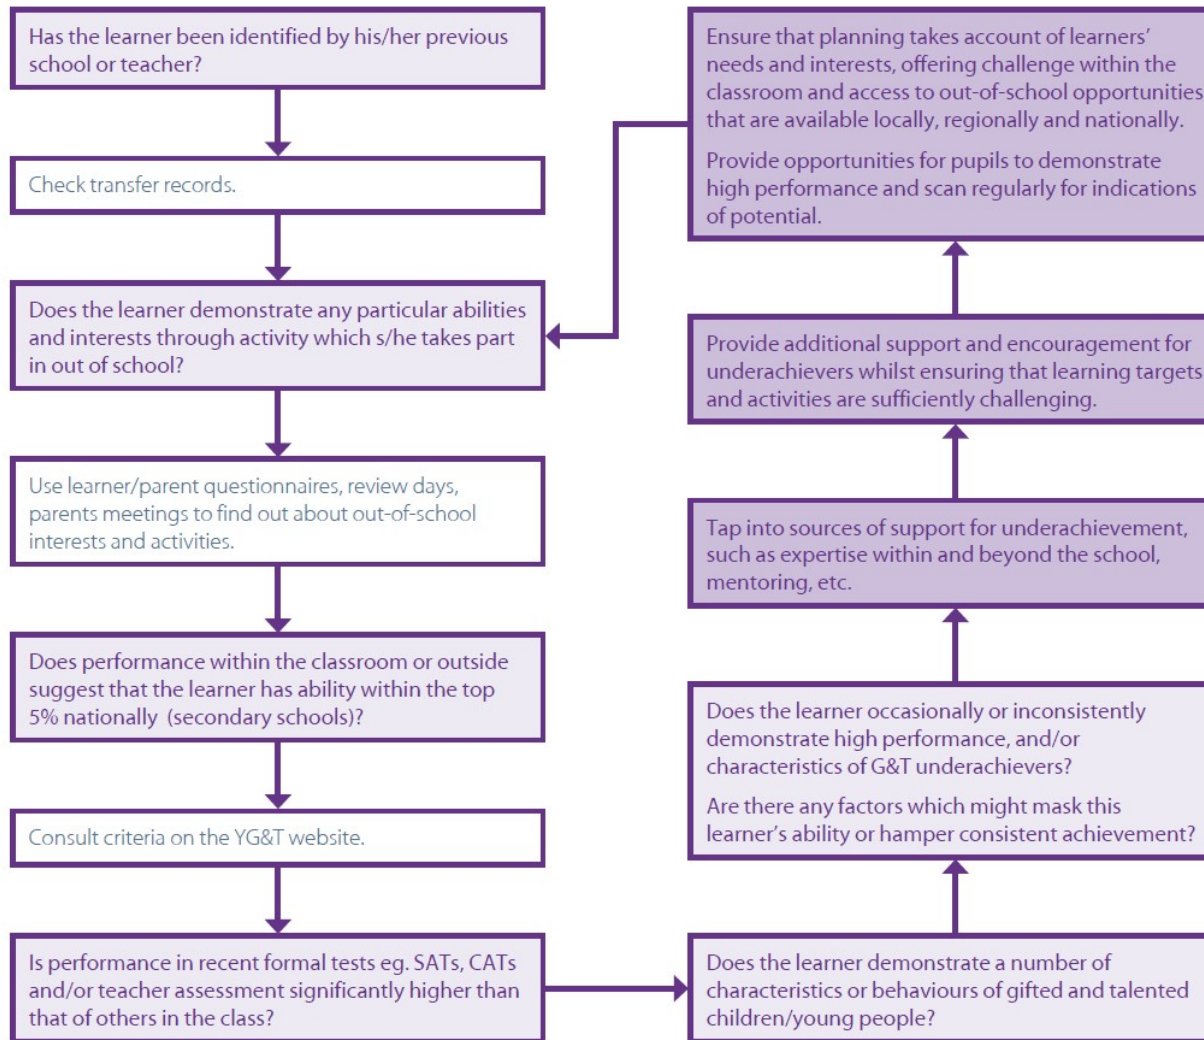 Has the learner been identified by his/her previous
school or teacher?
Check transfer records.
Does the learner demonstrate any particular abilities
and interests through activity which s/he takes part
in out of school?
Use learner/parent questionnaires, review days,
parents meetings to find out about out-of-school
interests and activities.
Does performance within the classroom or outside
suggest that the learner has ability within the top
5% nationally (secondary schools)?
Consult criteria on the YG&T website.
Is performance in recent formal tests eg. SATs, CATs
and/or teacher assessment significantly higher than
that of others in the class?
Does the learner demonstrate a number of
characteristics or behaviours of gifted and talented
children/young people?
Does the learner occasionally or inconsistently
demonstrate high performance, and/or
characteristics of G&T underachievers?
Are there any factors which might mask this
learner's ability or hamper consistent achievement?
Tap into sources of support for underachievement,
such as expertise within and beyond the school,
mentoring, etc.
Provide additional support and encouragement for
underachievers whilst ensuring that learning targets
and activities are sufficiently challenging.
Ensure that planning takes account of learners'
needs and interests, offering challenge within the
classroom and access to out-of-school opportunities
that are available locally, regionally and nationally.
Provide opportunities for pupils to demonstrate
high performance and scan regularly for indications
of potential.